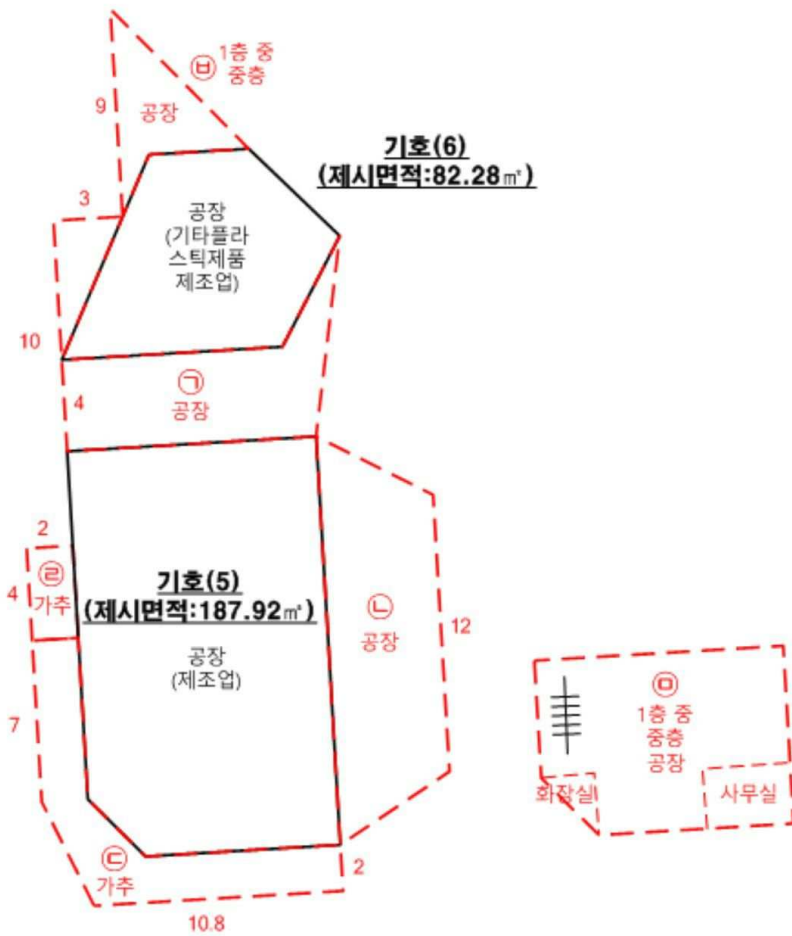 ㅂ 1층 중
중층
9
공장
기호(6)
(제시면적:82.28㎡)
3
공장
(기타플라
스틱제품
제조업)
10
ㄱ
공장
4
2
ㄹ
4
가추
기호(5)
(제시면적:187.92㎡)
공장
(제조업)
ㄴ
공장
12
7
ㅁ
1층 중
중층
공장
화장실
사무실
ㄷ
가추
2
10.8